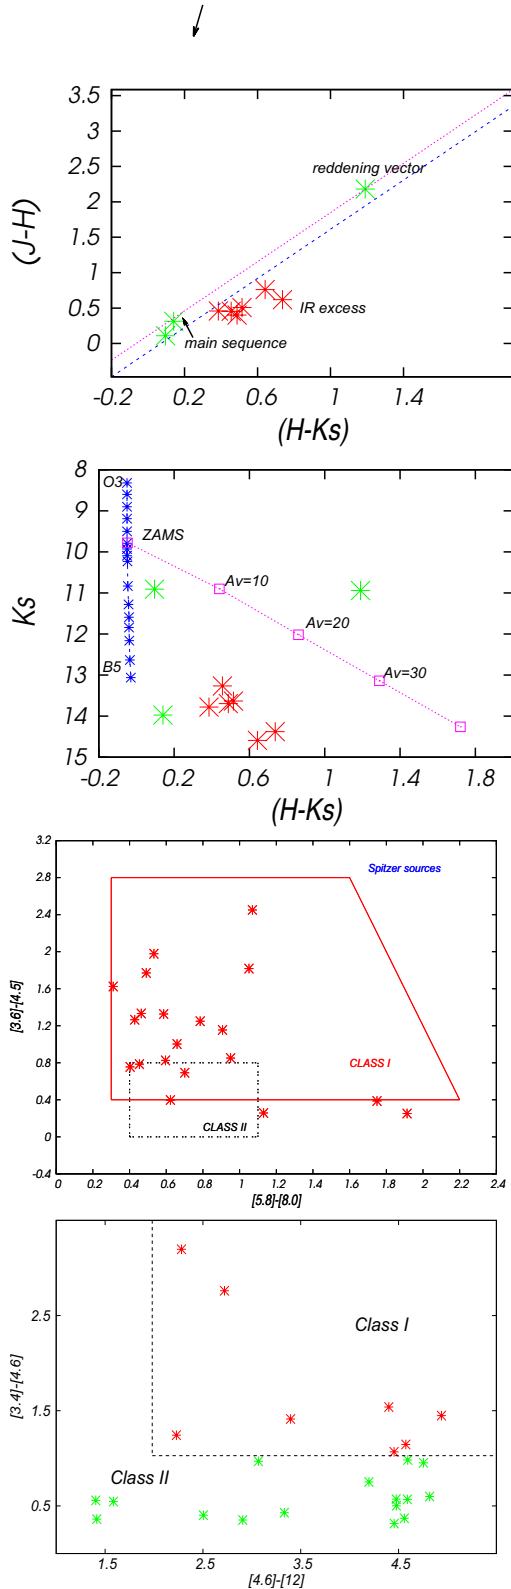 3.5
3
2.5
2
1.5
1
0.5
0
(J-H)
reddening vector
IR excess
main sequence
-0.2 0.2 0.6 1 1.4
(H-Ks)
8
9
10
11
12
13
14
15
Ks
O3
ZAMS
Av=10
Av=20
B5
Av=30
-0.2 0.2 0.6 1 1.4 1.8
(H-Ks)
3.2
2.8
2.4
2
1.6
1.2
0.8
0.4
0
-0.4
[3.6]-[4.5]
Spitzer sources
CLASS I
CLASS II
0 0.2 0.4 0.6 0.8 1 1.2 1.4 1.6 1.8 2 2.2 2.4
[5.8]-[8.0]
2.5
1.5
0.5
[3.4]-[4.6]
Class I
Class II
1.5 2.5 3.5 4.5
[4.6]-[12]